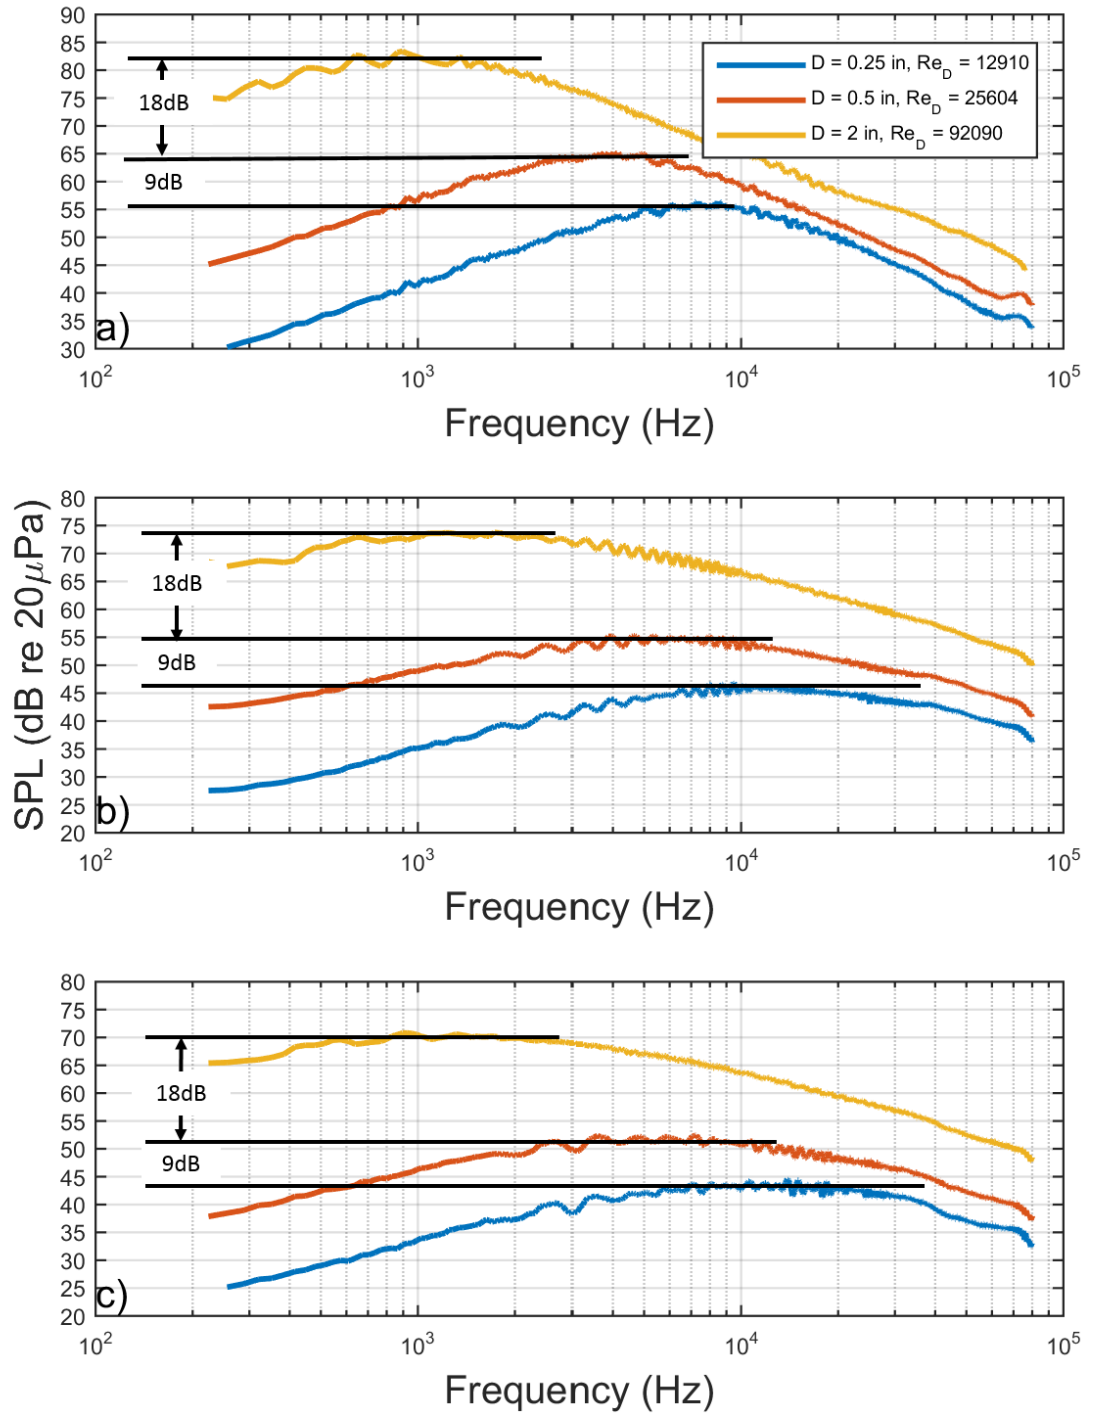 90
85
80
75
70
65
60
55
50
45
40
35
30
18dB
9dB
D = 0.25 in, Re_D = 12910
D = 0.5 in, Re_D = 25604
D = 2 in, Re_D = 92090
a)
10^2 10^3 10^4 10^5
Frequency (Hz)
SPL (dB re 20μPa)
80
75
70
65
60
55
50
45
40
35
30
25
20
18dB
9dB
b)
10^2 10^3 10^4 10^5
Frequency (Hz)
80
75
70
65
60
55
50
45
40
35
30
25
20
18dB
9dB
c)
10^2 10^3 10^4 10^5
Frequency (Hz)